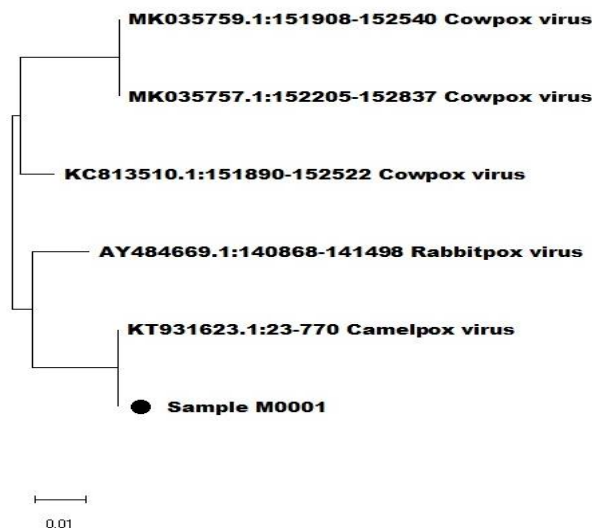 MK035759.1:151908-152540 Cowpox virus
MK035757.1:152205-152837 Cowpox virus
KC813510.1:151890-152522 Cowpox virus
AY484669.1:140868-141498 Rabbitpox virus
KT931623.1:23-770 Camelpox virus
Sample M0001
0.01